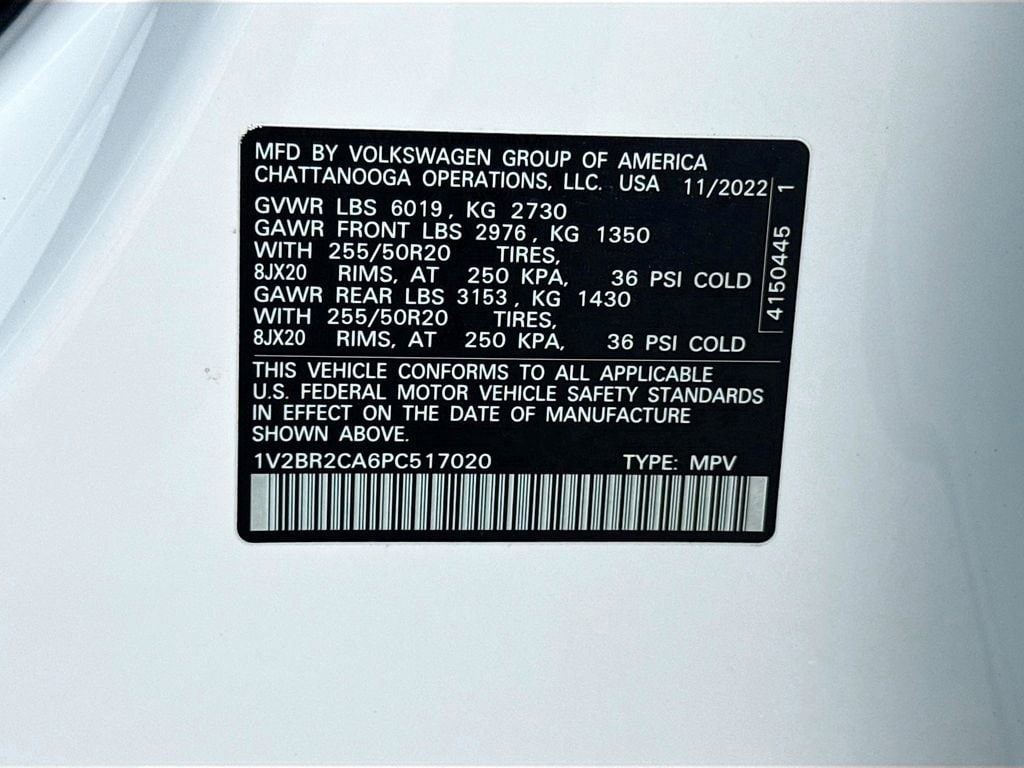 MFD BY VOLKSWAGEN GROUP OF AMERICA
CHATTANOOGA OPERATIONS, LLC. USA 11/2022
GVWR LBS 6019, KG 2730
GAWR FRONT LBS 2976, KG 1350
WITH 255/50R20 TIRES,
8JX20 RIMS, AT 250 KPA, 36 PSI COLD
GAWR REAR LBS 3153, KG 1430
WITH 255/50R20 TIRES,
8JX20 RIMS, AT 250 KPA, 36 PSI COLD
4150445 1
THIS VEHICLE CONFORMS TO ALL APPLICABLE
U.S. FEDERAL MOTOR VEHICLE SAFETY STANDARDS
IN EFFECT ON THE DATE OF MANUFACTURE
SHOWN ABOVE.
1V2BR2CA6PC517020 TYPE: MPV